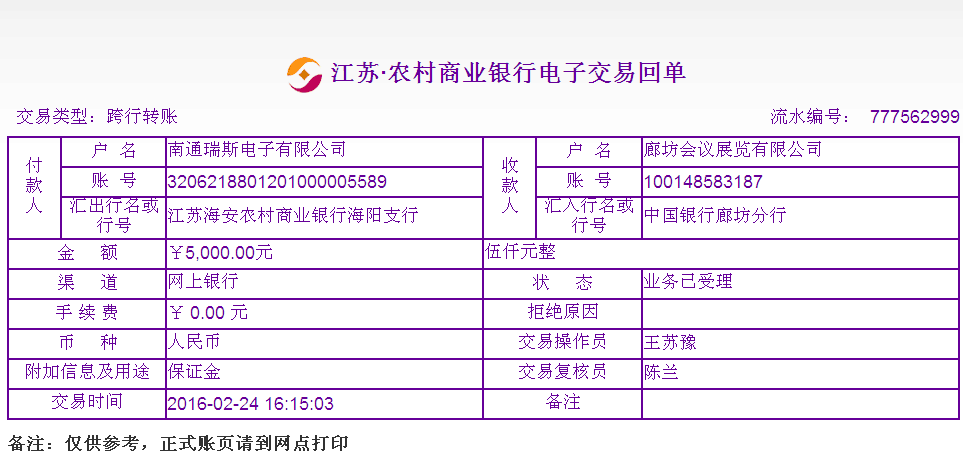 江苏·农村商业银行电子交易回单
交易类型：跨行转账 流水编号： 777562999
付款人 户 名 南通瑞斯电子有限公司 收款人 户 名 廊坊会议展览有限公司
账 号 3206218801201000005589 账 号 100148583187
汇出行名或行号 江苏海安农村商业银行海阳支行 汇入行名或行号 中国银行廊坊分行
金 额 ￥5,000.00元 伍仟元整
渠 道 网上银行 状 态 业务已受理
手 续 费 ￥ 0.00 元 拒绝原因
币 种 人民币 交易操作员 王苏豫
附加信息及用途 保证金 交易复核员 陈兰
交易时间 2016-02-24 16:15:03 备注
备注：仅供参考，正式账页请到网点打印